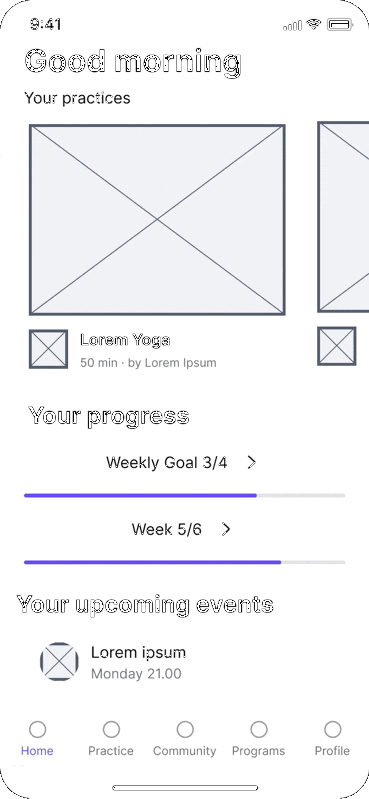 9:41
Good morning
Your practices
Lorem Yoga
50 min · by Lorem Ipsum
Your progress
Weekly Goal 3/4
Week 5/6
Your upcoming events
Lorem ipsum
Monday 21.00
Home Practice Community Programs Profile